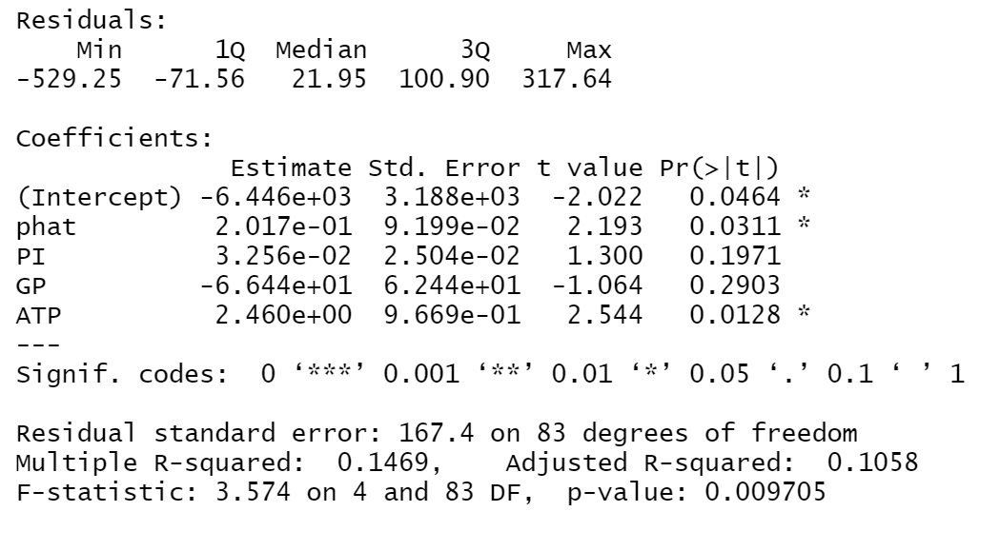 Residuals:
    Min      1Q  Median      3Q     Max
-529.25  -71.56   21.95  100.90  317.64
Coefficients:
              Estimate Std. Error t value Pr(>|t|)
(Intercept) -6.446e+03  3.188e+03  -2.022   0.0464 *
phat         2.017e-01  9.199e-02   2.193   0.0311 *
PI           3.256e-02  2.504e-02   1.300   0.1971
GP          -6.644e+01  6.244e+01  -1.064   0.2903
ATP          2.460e+00  9.669e-01   2.544   0.0128 *
---
Signif. codes:  0 ‘***’ 0.001 ‘**’ 0.01 ‘*’ 0.05 ‘.’ 0.1 ‘ ’ 1
Residual standard error: 167.4 on 83 degrees of freedom
Multiple R-squared:  0.1469,    Adjusted R-squared:  0.1058
F-statistic: 3.574 on 4 and 83 DF,  p-value: 0.009705